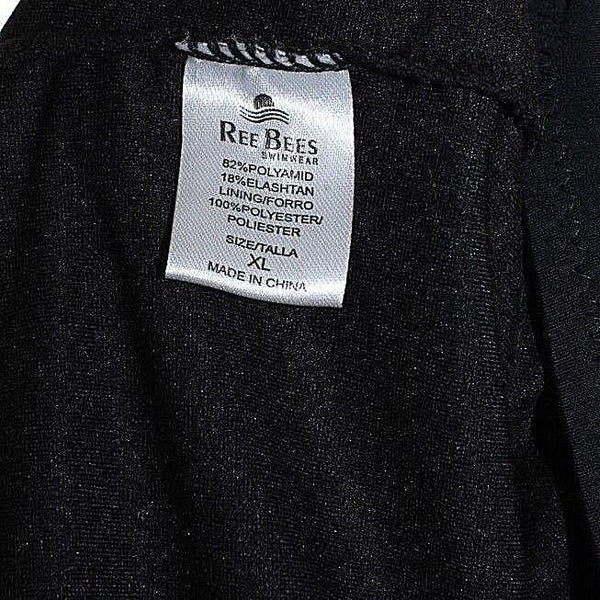 REE BEES
SWIMWEAR
82%POLYAMID
18%ELASHTAN
LINING/FORRO
100%POLYESTER/
POLIESTER
SIZE/TALLA
XL
MADE IN CHINA